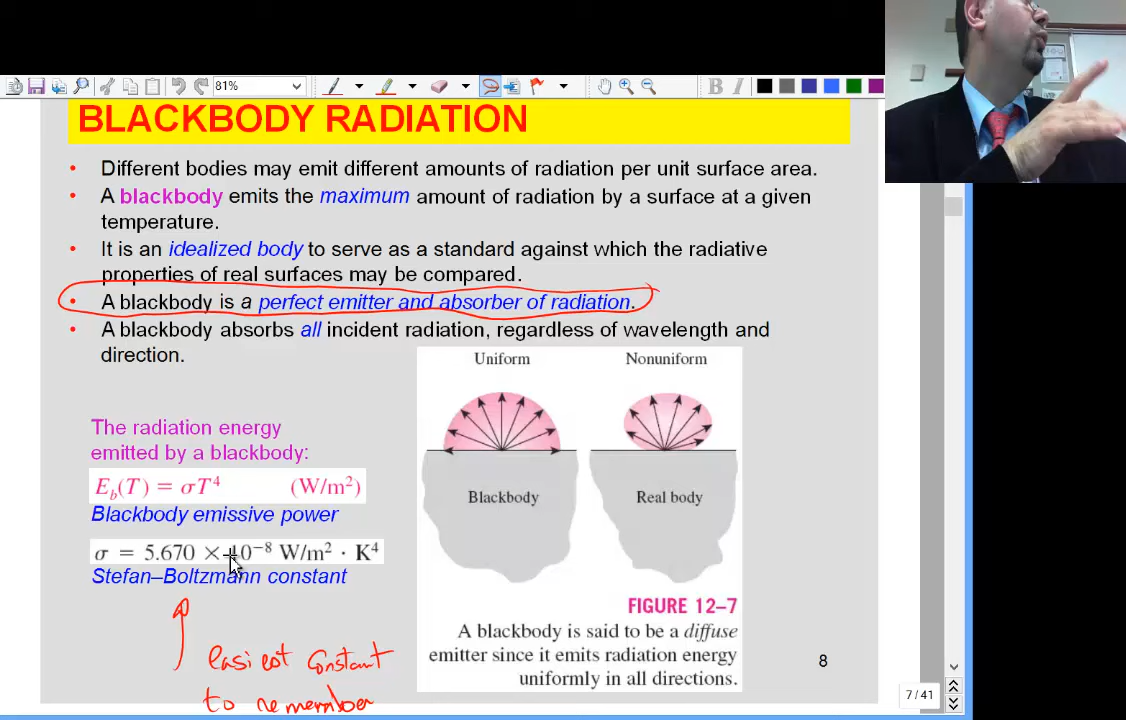 81%
B I
BLACKBODY RADIATION
• Different bodies may emit different amounts of radiation per unit surface area.
• A blackbody emits the maximum amount of radiation by a surface at a given
temperature.
• It is an idealized body to serve as a standard against which the radiative
properties of real surfaces may be compared.
• A blackbody is a perfect emitter and absorber of radiation.
• A blackbody absorbs all incident radiation, regardless of wavelength and
direction.
The radiation energy
emitted by a blackbody:
E_b(T) = σT⁴ (W/m²)
Blackbody emissive power
σ = 5.670 × 10⁻⁸ W/m² · K⁴
Stefan–Boltzmann constant
easiest constant
to remember
Uniform
Nonuniform
Blackbody
Real body
FIGURE 12–7
A blackbody is said to be a diffuse
emitter since it emits radiation energy
uniformly in all directions.
8
7 / 41